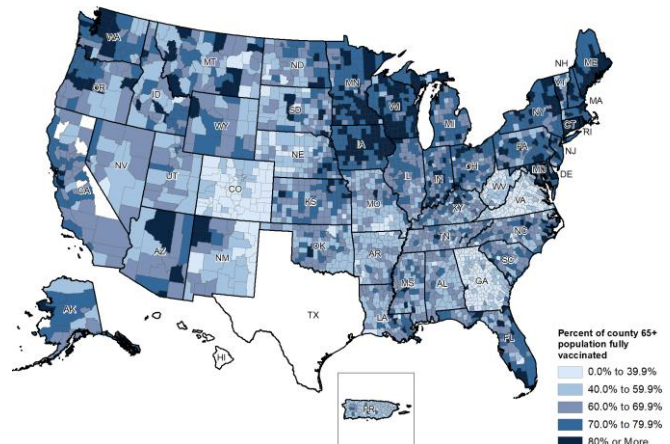 WA
MT
ND
MN
ME
NH
VT
OR
ID
SD
WI
NY
MA
MI
WY
CT
RI
IA
PA
NJ
NE
NV
OH
IL
IN
MD
DE
UT
CO
WV
CA
VA
KS
MO
KY
NC
TN
AZ
OK
NM
AR
SC
MS
AL
GA
AK
TX
LA
FL
HI
PR
Percent of county 65+
population fully
vaccinated
0.0% to 39.9%
40.0% to 59.9%
60.0% to 69.9%
70.0% to 79.9%
80% or More